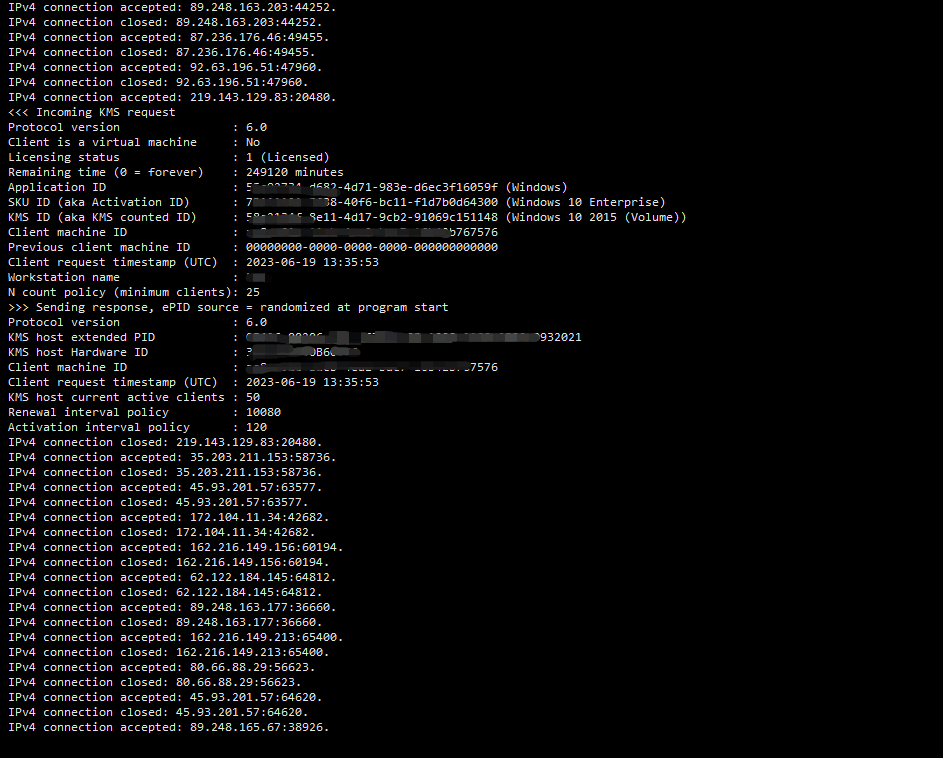 IPv4 connection accepted: 89.248.163.203:44252.
IPv4 connection closed: 89.248.163.203:44252.
IPv4 connection accepted: 87.236.176.46:49455.
IPv4 connection closed: 87.236.176.46:49455.
IPv4 connection accepted: 92.63.196.51:47960.
IPv4 connection closed: 92.63.196.51:47960.
IPv4 connection accepted: 219.143.129.83:20480.
<<< Incoming KMS request
Protocol version : 6.0
Client is a virtual machine : No
Licensing status : 1 (Licensed)
Remaining time (0 = forever) : 249120 minutes
Application ID : -4d71-983e-d6ec3f16059f (Windows)
SKU ID (aka Activation ID) : -40f6-bc11-f1d7b0d64300 (Windows 10 Enterprise)
KMS ID (aka KMS counted ID) : -4d17-9cb2-91069c151148 (Windows 10 2015 (Volume))
Client machine ID : b767576
Previous client machine ID : 00000000-0000-0000-0000-000000000000
Client request timestamp (UTC) : 2023-06-19 13:35:53
Workstation name :
N count policy (minimum clients): 25
>>> Sending response, ePID source = randomized at program start
Protocol version : 6.0
KMS host extended PID : 932021
KMS host Hardware ID :
Client machine ID : 7576
Client request timestamp (UTC) : 2023-06-19 13:35:53
KMS host current active clients : 50
Renewal interval policy : 10080
Activation interval policy : 120
IPv4 connection closed: 219.143.129.83:20480.
IPv4 connection accepted: 35.203.211.153:58736.
IPv4 connection closed: 35.203.211.153:58736.
IPv4 connection accepted: 45.93.201.57:63577.
IPv4 connection closed: 45.93.201.57:63577.
IPv4 connection accepted: 172.104.11.34:42682.
IPv4 connection closed: 172.104.11.34:42682.
IPv4 connection accepted: 162.216.149.156:60194.
IPv4 connection closed: 162.216.149.156:60194.
IPv4 connection accepted: 62.122.184.145:64812.
IPv4 connection closed: 62.122.184.145:64812.
IPv4 connection accepted: 89.248.163.177:36660.
IPv4 connection closed: 89.248.163.177:36660.
IPv4 connection accepted: 162.216.149.213:65400.
IPv4 connection closed: 162.216.149.213:65400.
IPv4 connection accepted: 80.66.88.29:56623.
IPv4 connection closed: 80.66.88.29:56623.
IPv4 connection accepted: 45.93.201.57:64620.
IPv4 connection closed: 45.93.201.57:64620.
IPv4 connection accepted: 89.248.165.67:38926.